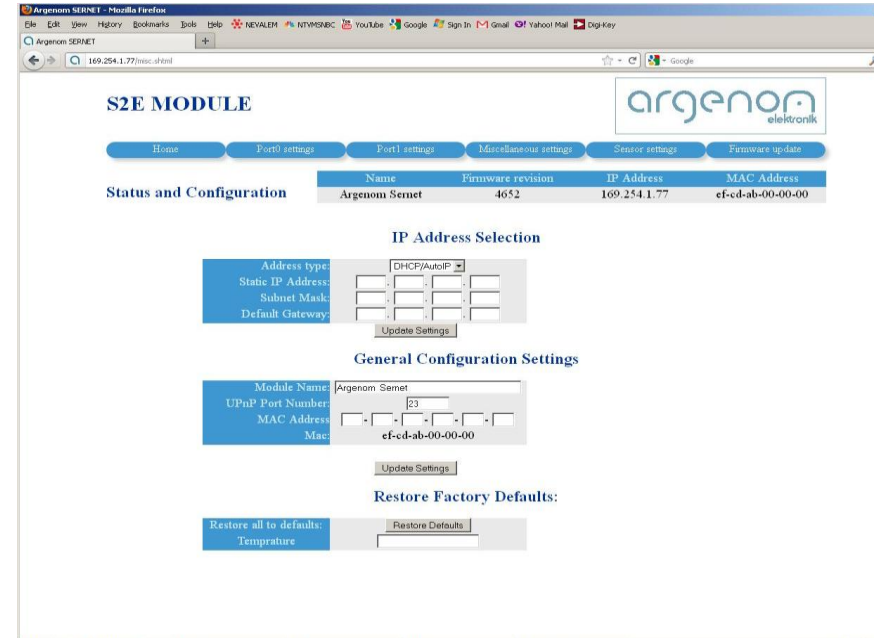 Argenom SERNET - Mozilla Firefox
File Edit View History Bookmarks Tools Help NEVALEM NTVMSNBC YouTube Google Sign In Gmail Yahoo! Mail Digi-Key
Argenom SERNET +
169.254.1.77/misc.shtml Google
S2E MODULE
argenom
elektronik
Home Port0 settings Port1 settings Miscellaneous settings Sensor settings Firmware update
Name Firmware revision IP Address MAC Address
Status and Configuration Argenom Sernet 4652 169.254.1.77 ef-cd-ab-00-00-00
IP Address Selection
Address type: DHCP/AutoIP
Static IP Address: . . .
Subnet Mask: . . .
Default Gateway: . . .
Update Settings
General Configuration Settings
Module Name: Argenom Sernet
UPnP Port Number: 23
MAC Address - - - - -
Mac: ef-cd-ab-00-00-00
Update Settings
Restore Factory Defaults:
Restore all to defaults: Restore Defaults
Temprature